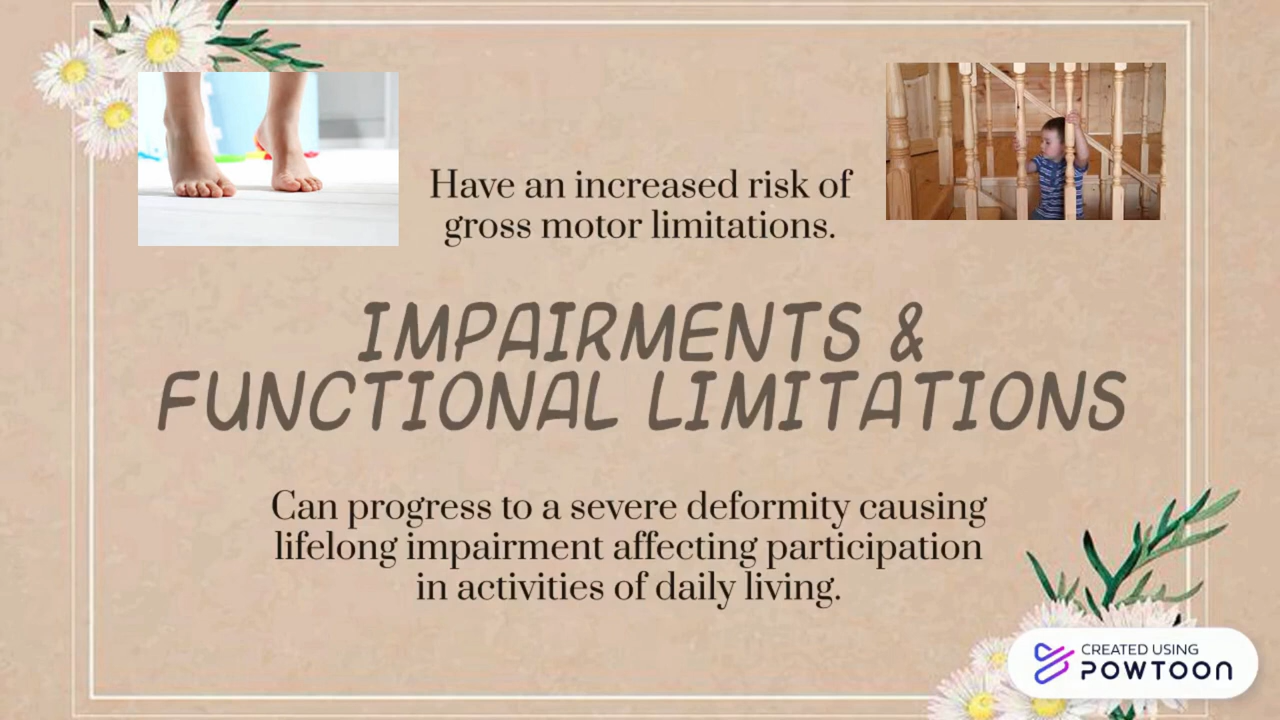 Have an increased risk of
gross motor limitations.
IMPAIRMENTS &
FUNCTIONAL LIMITATIONS
Can progress to a severe deformity causing
lifelong impairment affecting participation
in activities of daily living.
CREATED USING
POWTOON